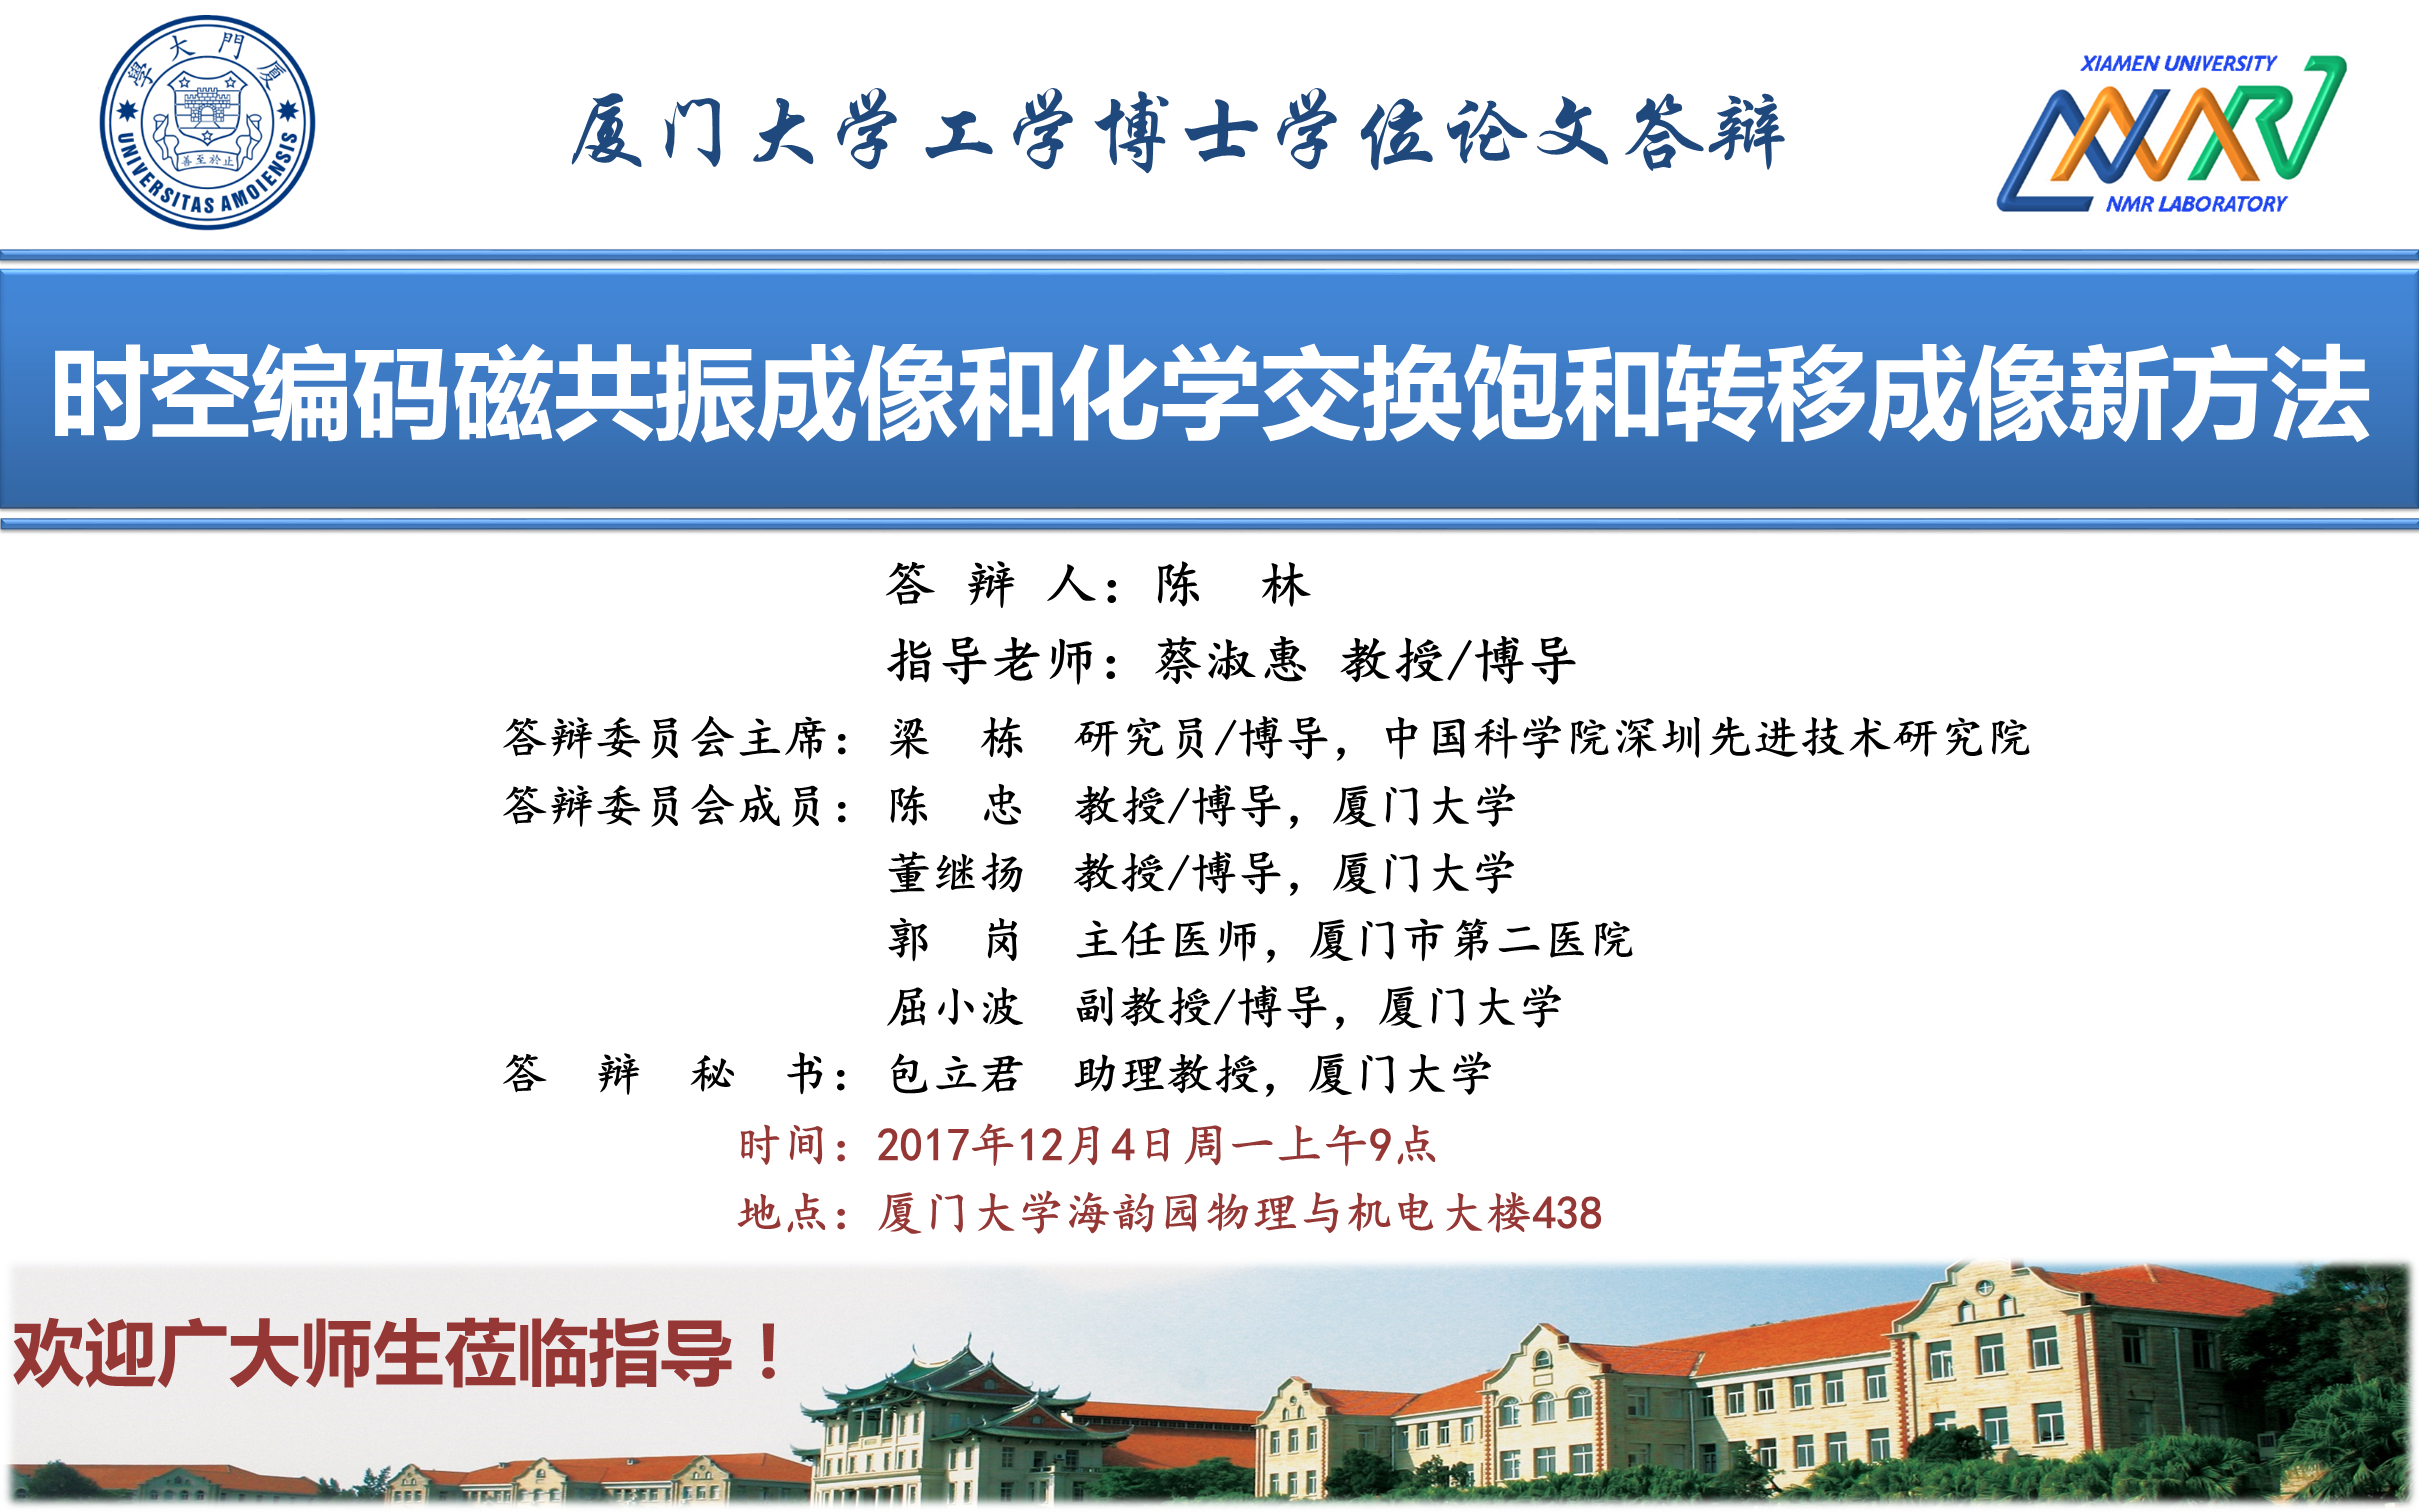 廈門大學
止於至善
UNIVERSITAS AMOIENSIS
厦门大学工学博士学位论文答辩
XIAMEN UNIVERSITY
NMR
NMR LABORATORY
时空编码磁共振成像和化学交换饱和转移成像新方法
答 辩 人：陈 林
指导老师：蔡淑惠 教授/博导
答辩委员会主席：梁 栋 研究员/博导，中国科学院深圳先进技术研究院
答辩委员会成员：陈 忠 教授/博导，厦门大学
董继扬 教授/博导，厦门大学
郭 岗 主任医师，厦门市第二医院
屈小波 副教授/博导，厦门大学
答 辩 秘 书：包立君 助理教授，厦门大学
时间：2017年12月4日周一上午9点
地点：厦门大学海韵园物理与机电大楼438
欢迎广大师生莅临指导！